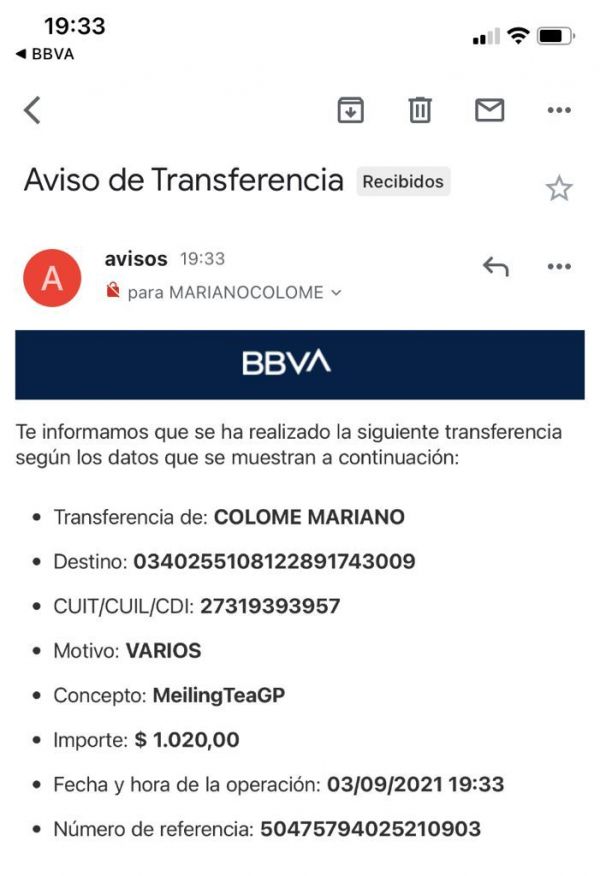 19:33
◀ BBVA
Aviso de Transferencia Recibidos
A
avisos 19:33
para MARIANOCOLOME
BBVA
Te informamos que se ha realizado la siguiente transferencia
según los datos que se muestran a continuación:
• Transferencia de: COLOME MARIANO
• Destino: 0340255108122891743009
• CUIT/CUIL/CDI: 27319393957
• Motivo: VARIOS
• Concepto: MeilingTeaGP
• Importe: $ 1.020,00
• Fecha y hora de la operación: 03/09/2021 19:33
• Número de referencia: 50475794025210903